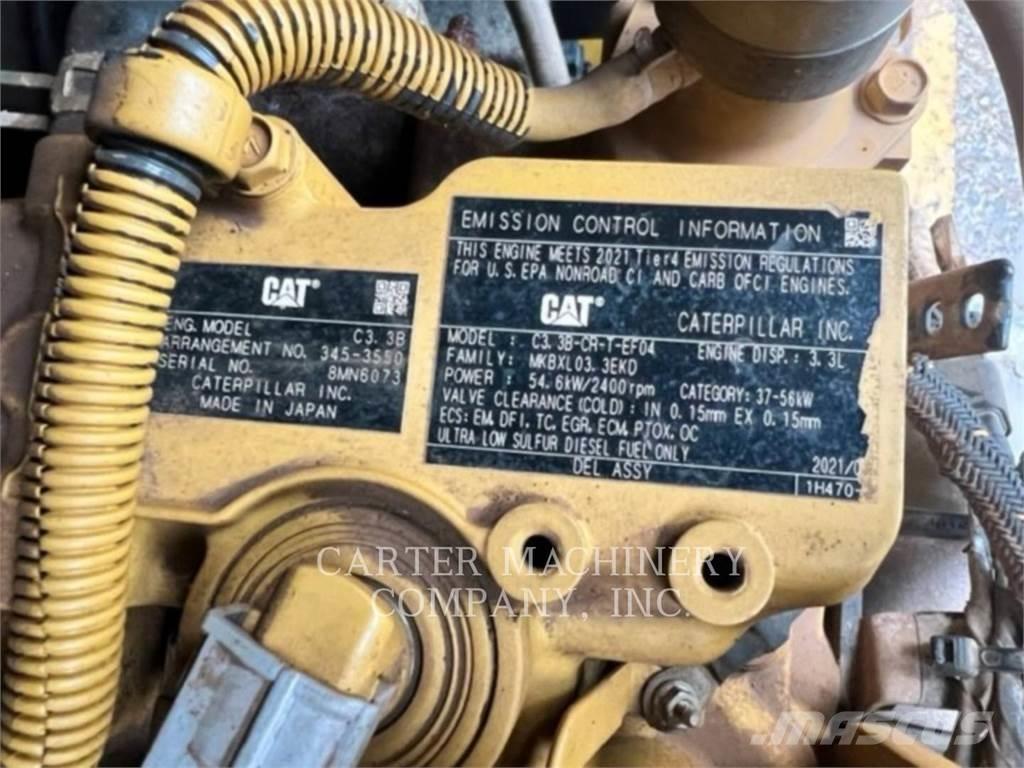 CAT®
ENG. MODEL C3.3B
ARRANGEMENT NO. 345-3550
SERIAL NO. 8MN6073
CATERPILLAR INC.
MADE IN JAPAN
EMISSION CONTROL INFORMATION
THIS ENGINE MEETS 2021 Tier4 EMISSION REGULATIONS
FOR U.S. EPA NONROAD CI AND CARB OFCI ENGINES.
CAT® CATERPILLAR INC.
MODEL : C3.3B-CR-T-EF04 ENGINE DISP.: 3.3L
FAMILY: MKBXL03.3EKD
POWER : 54.6kW/2400rpm CATEGORY: 37-56kW
VALVE CLEARANCE (COLD) : IN 0.15mm EX 0.15mm
ECS: EM, DFI, TC, EGR, ECM, PTOX, OC
ULTRA LOW SULFUR DIESEL FUEL ONLY
DEL ASSY 2021/0
1H470-
CARTER MACHINERY
COMPANY, INC.
MASCUS